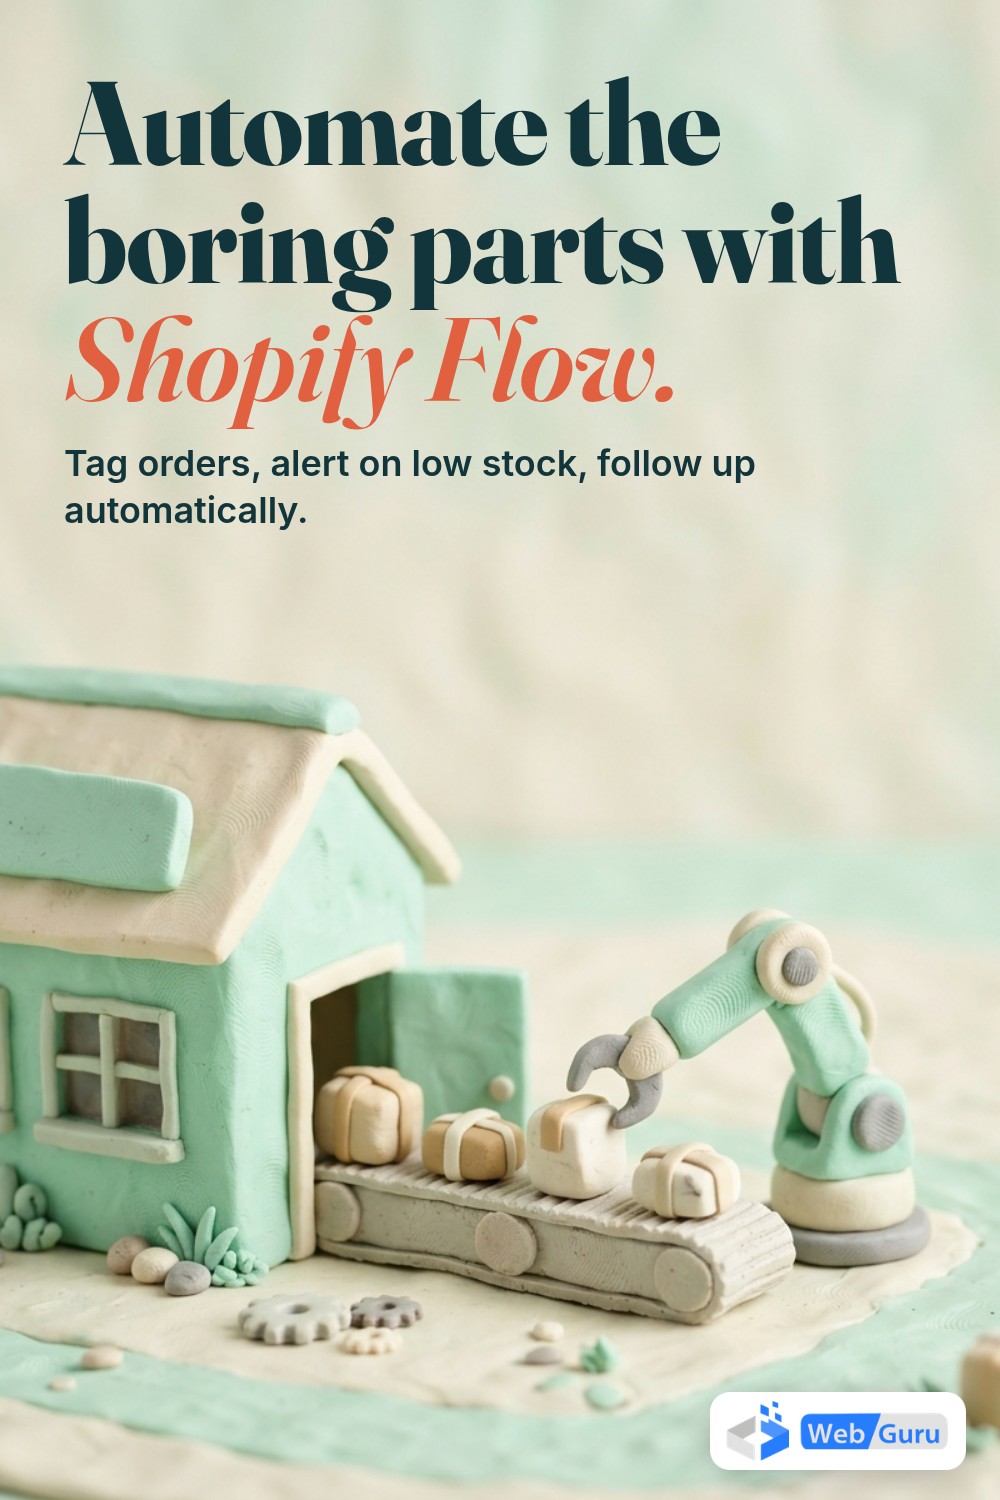 Automate the
boring parts with
Shopify Flow.
Tag orders, alert on low stock, follow up
automatically.
Web Guru